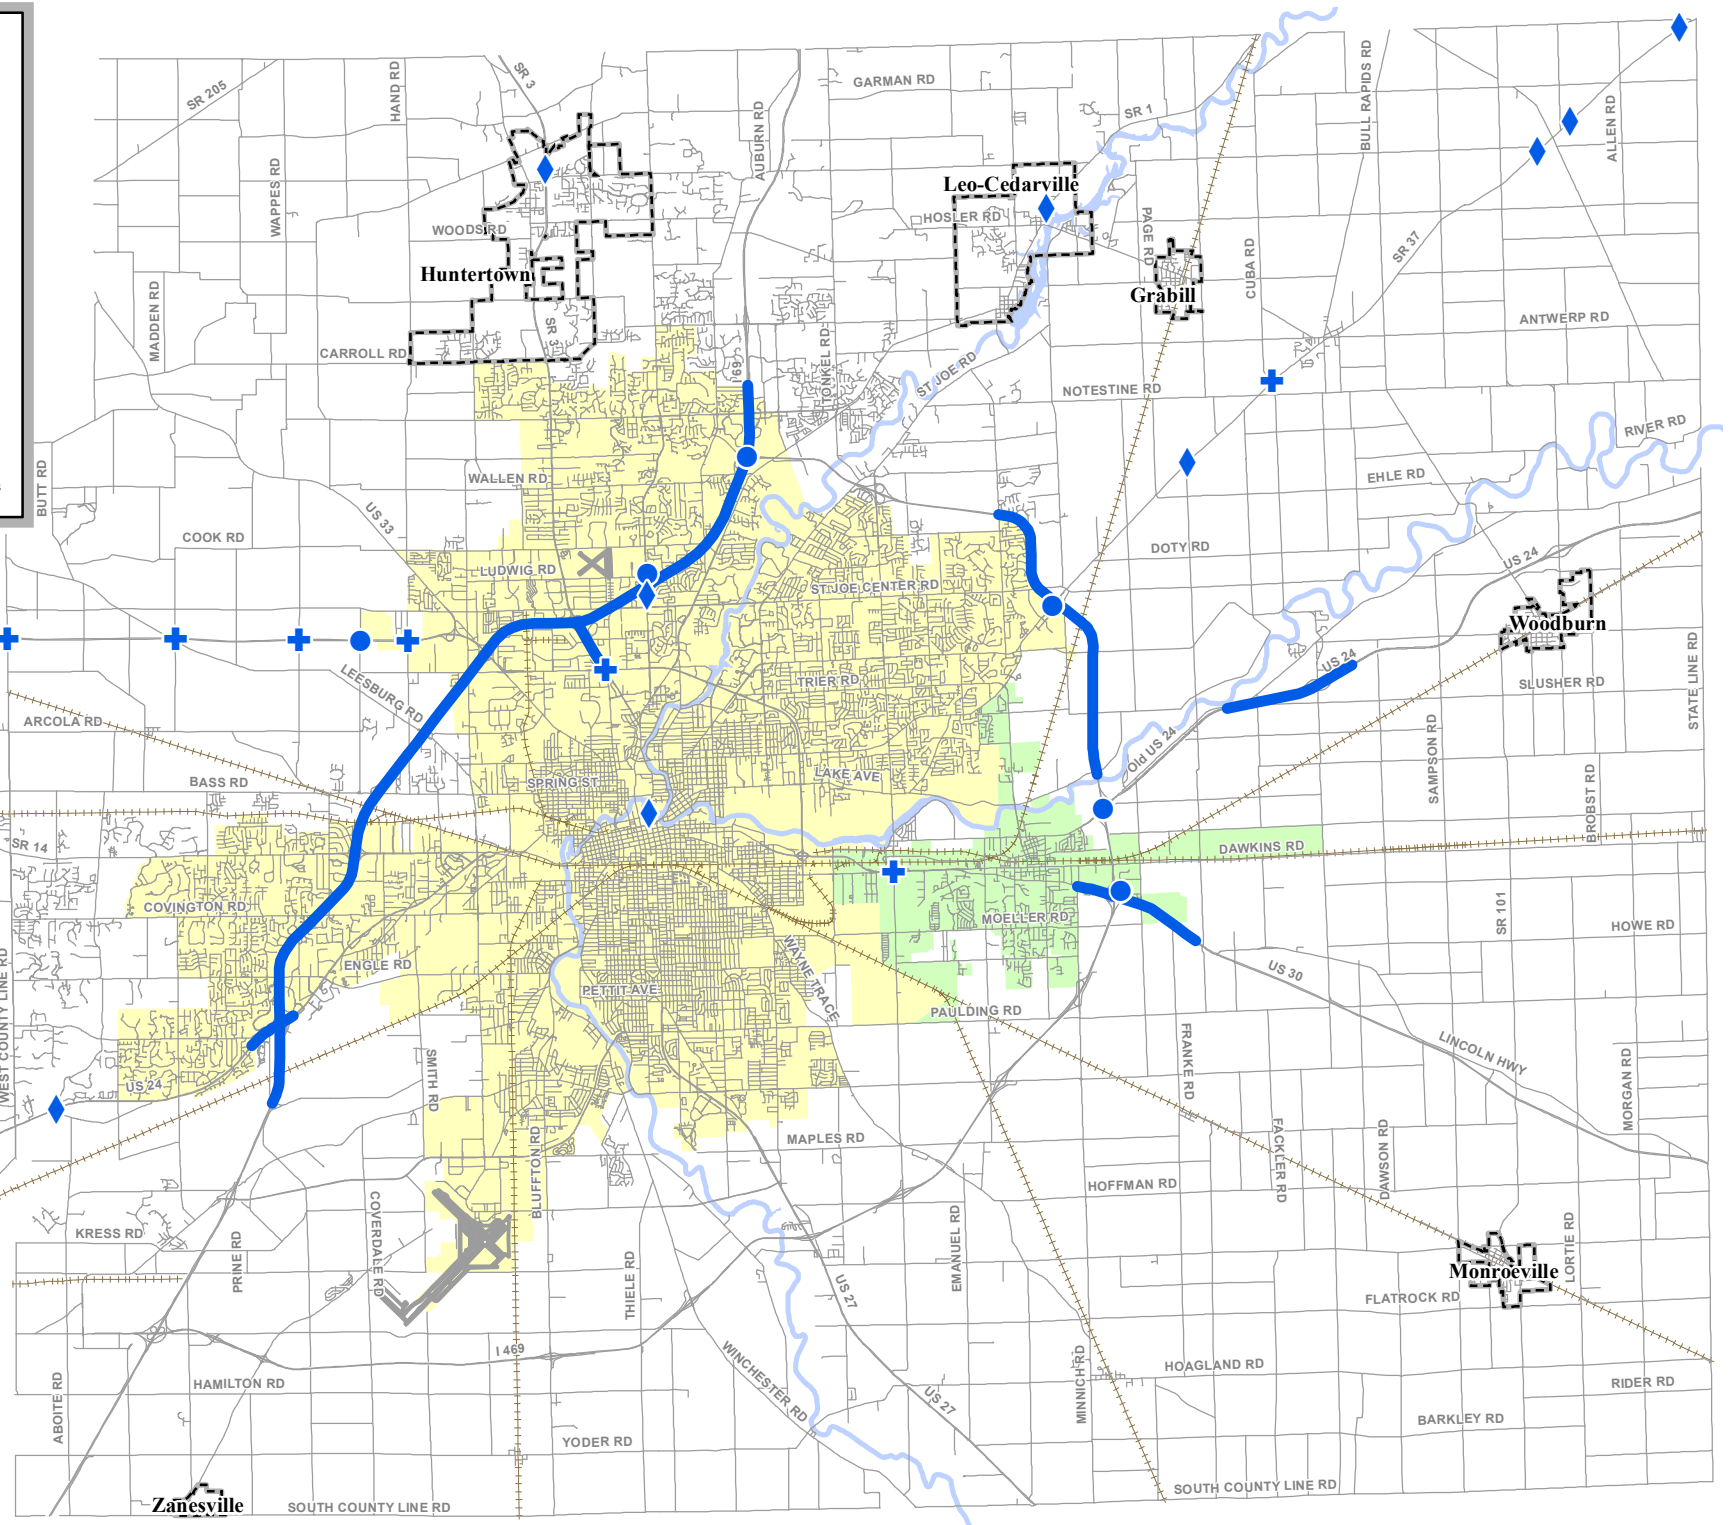 SR 205
HAND RD
SR 3
GARMAN RD
AUBURN RD
SR 1
BULL RAPIDS RD
ALLEN RD
WAPPES RD
Leo-Cedarville
HOSLER RD
WOODS RD
PAGE RD
CUBA RD
SR 37
Huntertown
Grabill
MADDEN RD
SR 3
ANTWERP RD
CARROLL RD
I 69
TONKEL RD
ST JOE RD
NOTESTINE RD
RIVER RD
BUTT RD
WALLEN RD
EHLE RD
US 33
COOK RD
DOTY RD
US 24
LUDWIG RD
ST JOE CENTER RD
Woodburn
US 24
LEESBURG RD
TRIER RD
SLUSHER RD
STATE LINE RD
ARCOLA RD
Old US 24
SAMPSON RD
BASS RD
SPRING ST
LAKE AVE
BROBST RD
SR 14
DAWKINS RD
COVINGTON RD
MOELLER RD
SR 101
HOWE RD
WEST COUNTY LINE RD
ENGLE RD
WAYNE TRACE
US 30
PETTIT AVE
PAULDING RD
LINCOLN HWY
US 24
SMITH RD
FRANKE RD
MORGAN RD
MAPLES RD
BLUFFTON RD
FACKLER RD
DAWSON RD
HOFFMAN RD
KRESS RD
PRINE RD
COVERDALE RD
THIELE RD
EMANUEL RD
LORTIE RD
Monroeville
US 27
FLATROCK RD
I 469
WINCHESTER RD
MINNICH RD
HOAGLAND RD
HAMILTON RD
RIDER RD
ABOITE RD
US 27
BARKLEY RD
YODER RD
Zanesville
SOUTH COUNTY LINE RD
SOUTH COUNTY LINE RD